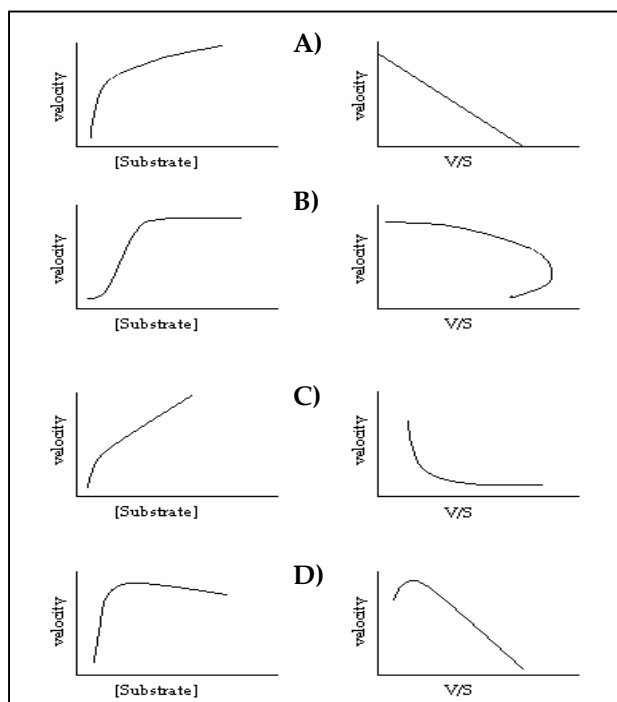 A)
velocity
velocity
[Substrate]
V/S
B)
velocity
velocity
[Substrate]
V/S
C)
velocity
velocity
[Substrate]
V/S
D)
velocity
velocity
[Substrate]
V/S